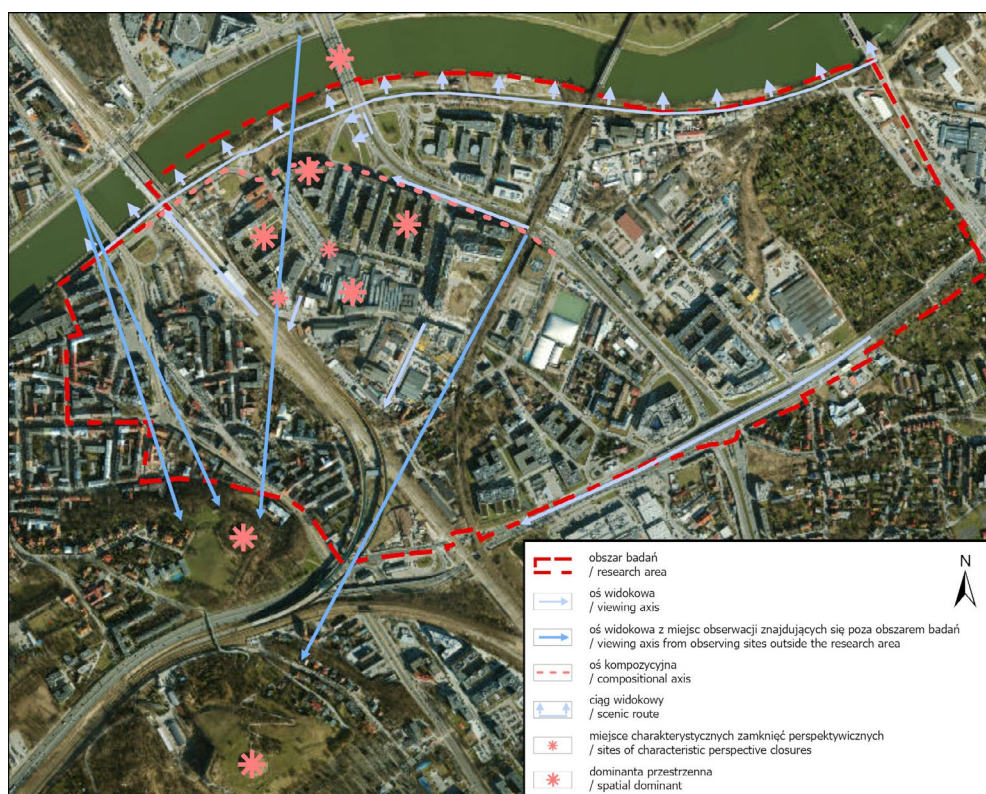 N
obszar badań
/ research area
oś widokowa
/ viewing axis
oś widokowa z miejsc obserwacji znajdujących się poza obszarem badań
/ viewing axis from observing sites outside the research area
oś kompozycyjna
/ compositional axis
ciąg widokowy
/ scenic route
miejsce charakterystycznych zamknięć perspektywicznych
/ sites of characteristic perspective closures
dominanta przestrzenna
/ spatial dominant